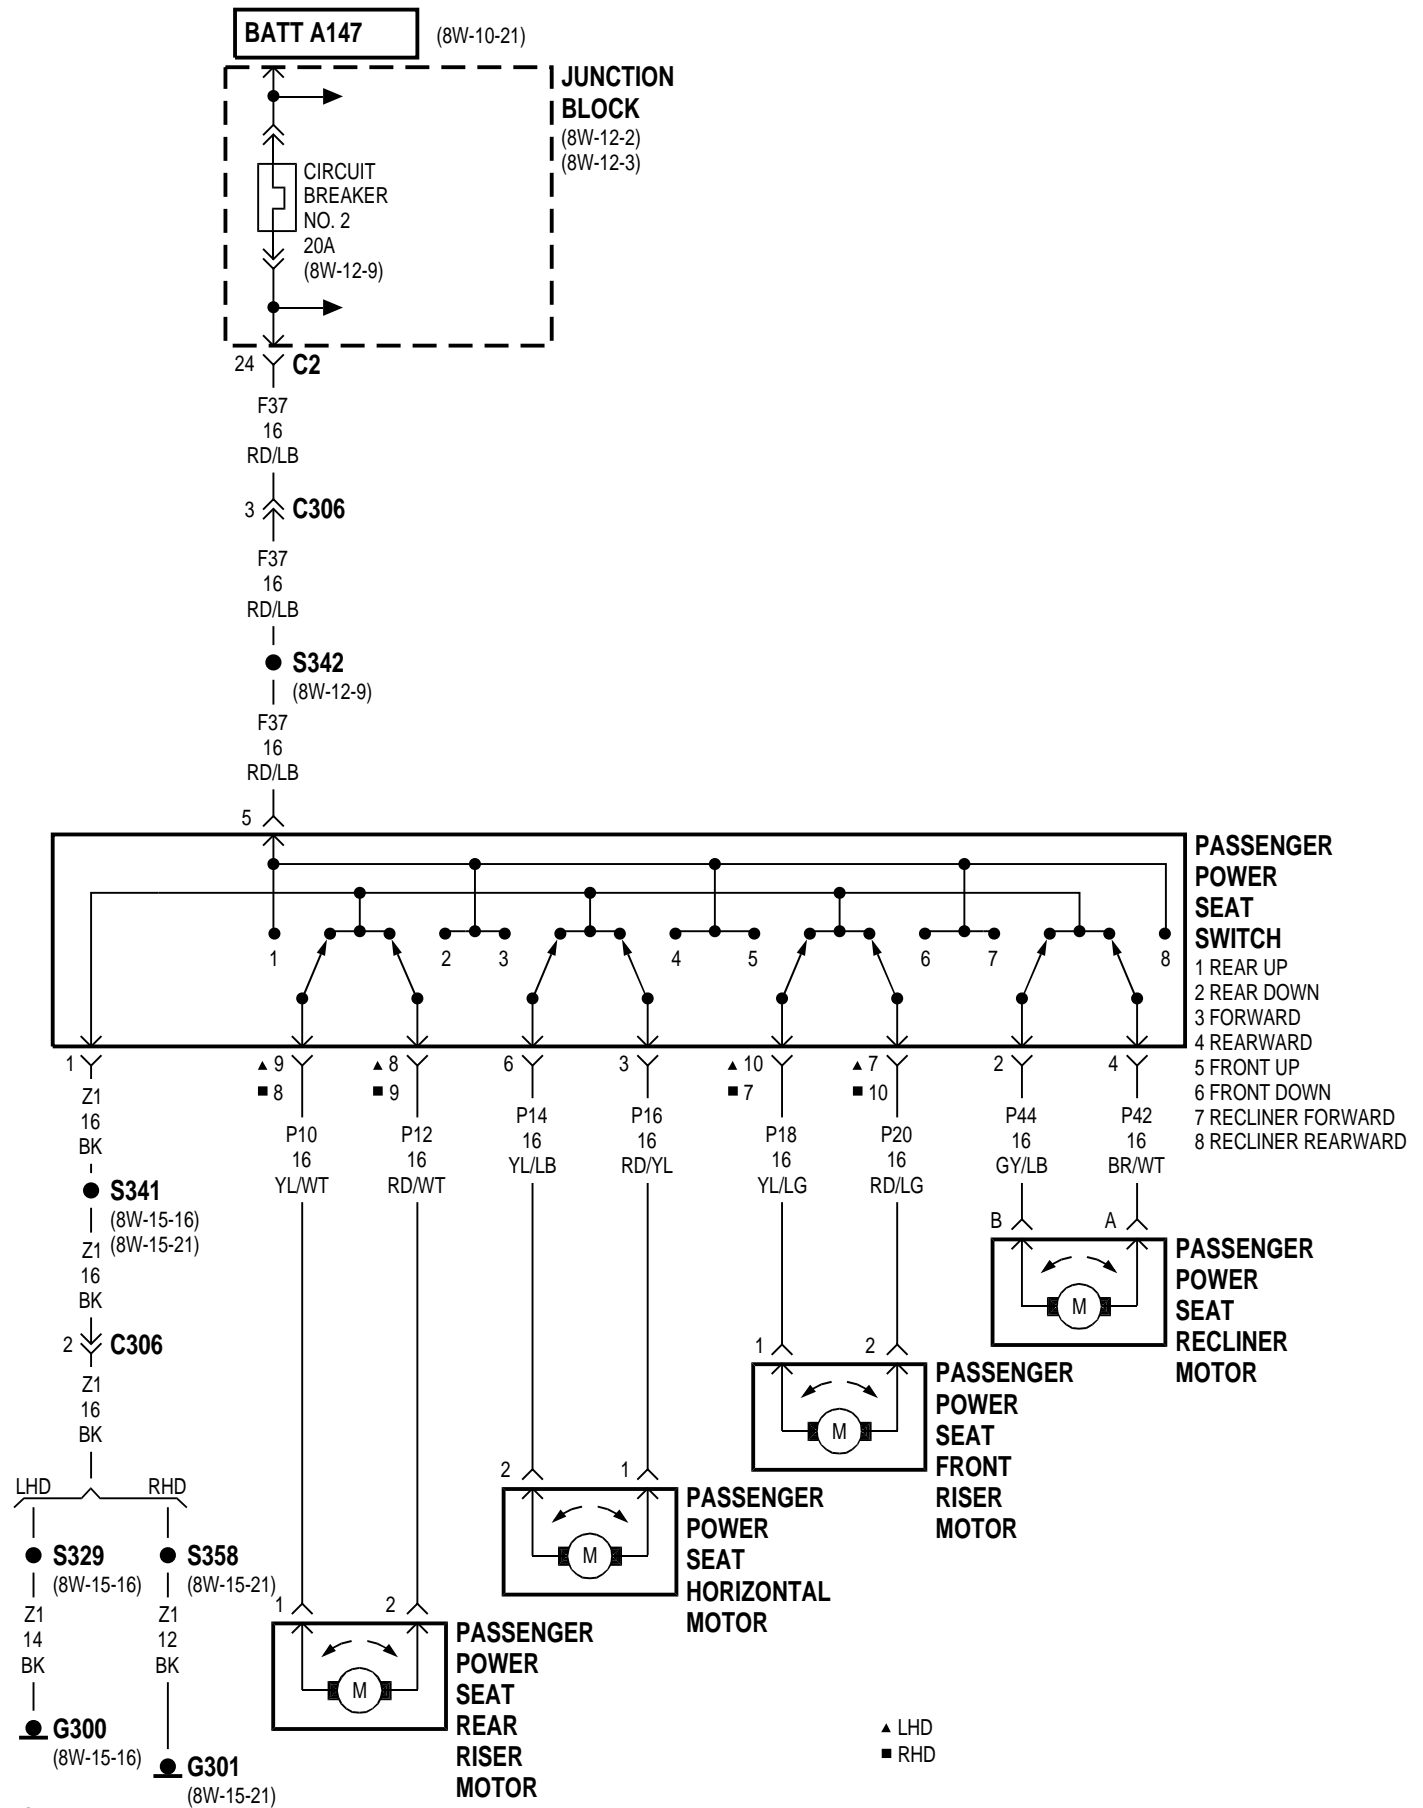 BATT A147 (8W-10-21)
JUNCTION
BLOCK
(8W-12-2)
(8W-12-3)
CIRCUIT
BREAKER
NO. 2
20A
(8W-12-9)
24 C2
F37
16
RD/LB
3 C306
F37
16
RD/LB
S342
(8W-12-9)
F37
16
RD/LB
5
PASSENGER
POWER
SEAT
SWITCH
1 REAR UP
2 REAR DOWN
3 FORWARD
4 REARWARD
5 FRONT UP
6 FRONT DOWN
7 RECLINER FORWARD
8 RECLINER REARWARD
1 2 3 4 5 6 7 8
1 ▲ 9 ▲ 8 6 3 ▲ 10 ▲ 7 2 4
■ 8 ■ 9 ■ 7 ■ 10
Z1
16
BK
S341
(8W-15-16)
(8W-15-21)
Z1
16
BK
2 C306
Z1
16
BK
LHD RHD
S329
(8W-15-16)
Z1
14
BK
G300
(8W-15-16)
S358
(8W-15-21)
Z1
12
BK
G301
(8W-15-21)
P10
16
YL/WT
P12
16
RD/WT
1 2
M
PASSENGER
POWER
SEAT
REAR
RISER
MOTOR
P14
16
YL/LB
P16
16
RD/YL
2 1
M
PASSENGER
POWER
SEAT
HORIZONTAL
MOTOR
P18
16
YL/LG
P20
16
RD/LG
1 2
M
PASSENGER
POWER
SEAT
FRONT
RISER
MOTOR
P44
16
GY/LB
P42
16
BR/WT
B A
M
PASSENGER
POWER
SEAT
RECLINER
MOTOR
▲ LHD
■ RHD